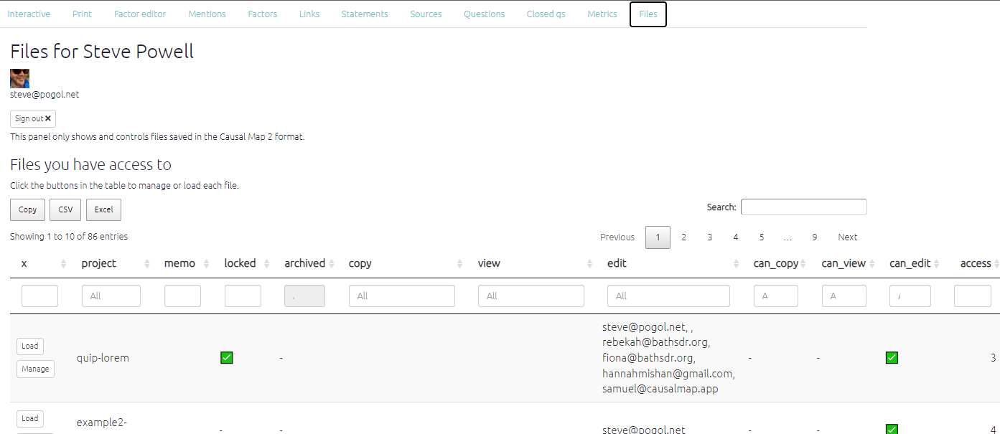 Interactive Print Factor editor Mentions Factors Links Statements Sources Questions Closed qs Metrics Files
Files for Steve Powell
steve@pogol.net
Sign out ×
This panel only shows and controls files saved in the Causal Map 2 format.
Files you have access to
Click the buttons in the table to manage or load each file.
Copy CSV Excel
Search:
Showing 1 to 10 of 86 entries
Previous 1 2 3 4 5 … 9 Next
x project memo locked archived copy view edit can_copy can_view can_edit access
All All All All A A
steve@pogol.net, ,
Load
rebekah@bathsdr.org,
quip-lorem - fiona@bathsdr.org, - - 3
Manage
hannahmishan@gmail.com,
samuel@causalmap.app
Load
example2-
- - steve@pogol.net - - 4